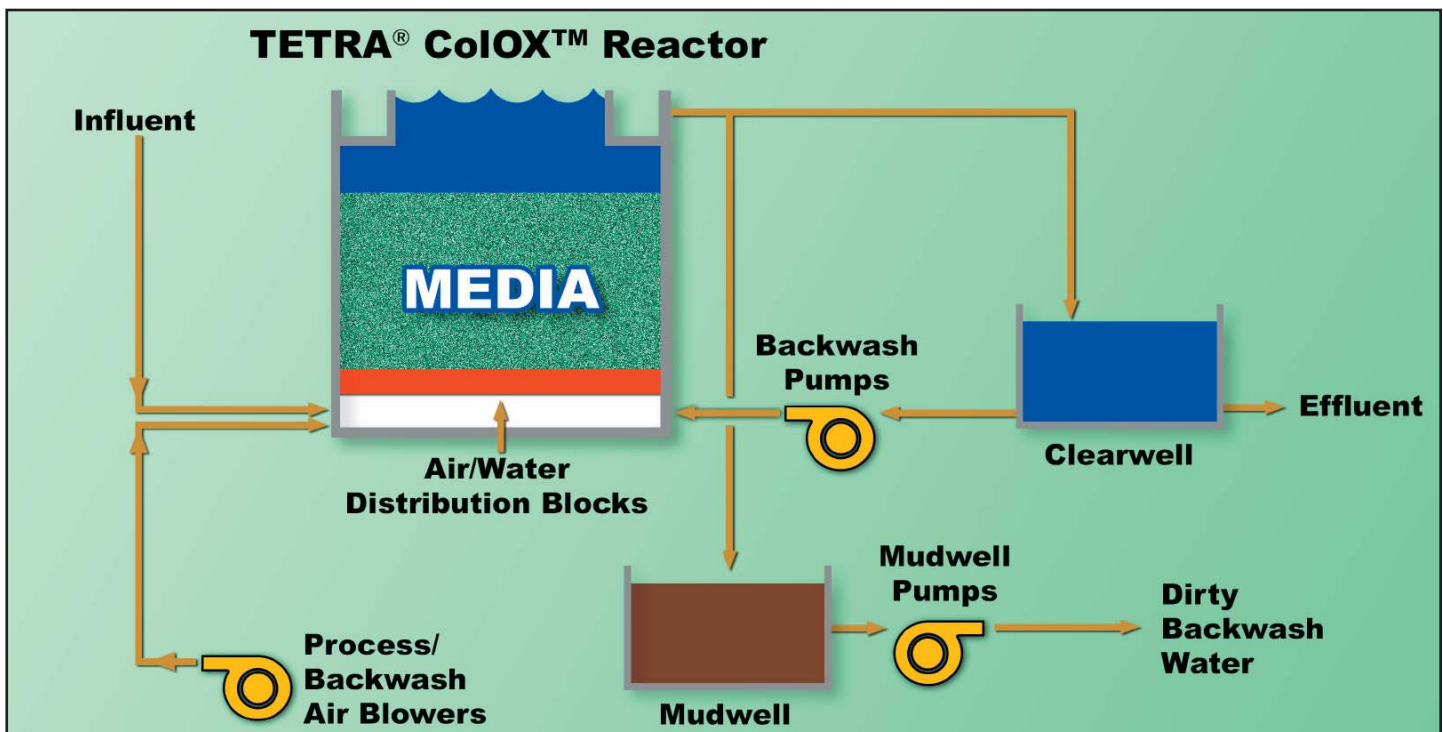 TETRA® ColOX™ Reactor
Influent
MEDIA
Backwash
Pumps
Effluent
Clearwell
Air/Water
Distribution Blocks
Mudwell
Pumps
Dirty
Backwash
Water
Process/
Backwash
Air Blowers
Mudwell